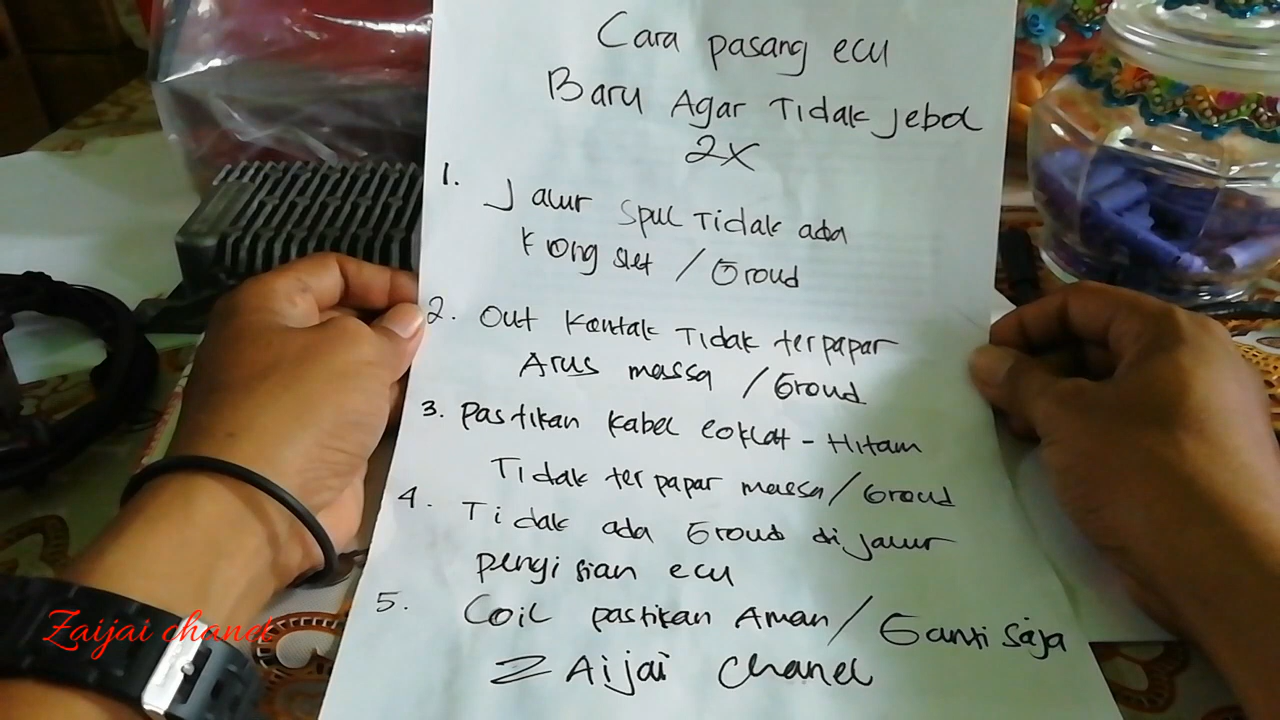 Cara pasang ecu
Baru Agar Tidak jebol
2X
1. Jalur Spul Tidak ada
kong slet / Groud
2. Out Kontak Tidak terpapar
Arus massa / Groud
3. Pastikan Kabel Coklat - Hitam
Tidak terpapar massa / Groud
4. Tidak ada Groud di jalur
pengisian ecu
5. Coil pastikan Aman / Ganti saja
ZAijai Chanel
Zaijai chanel